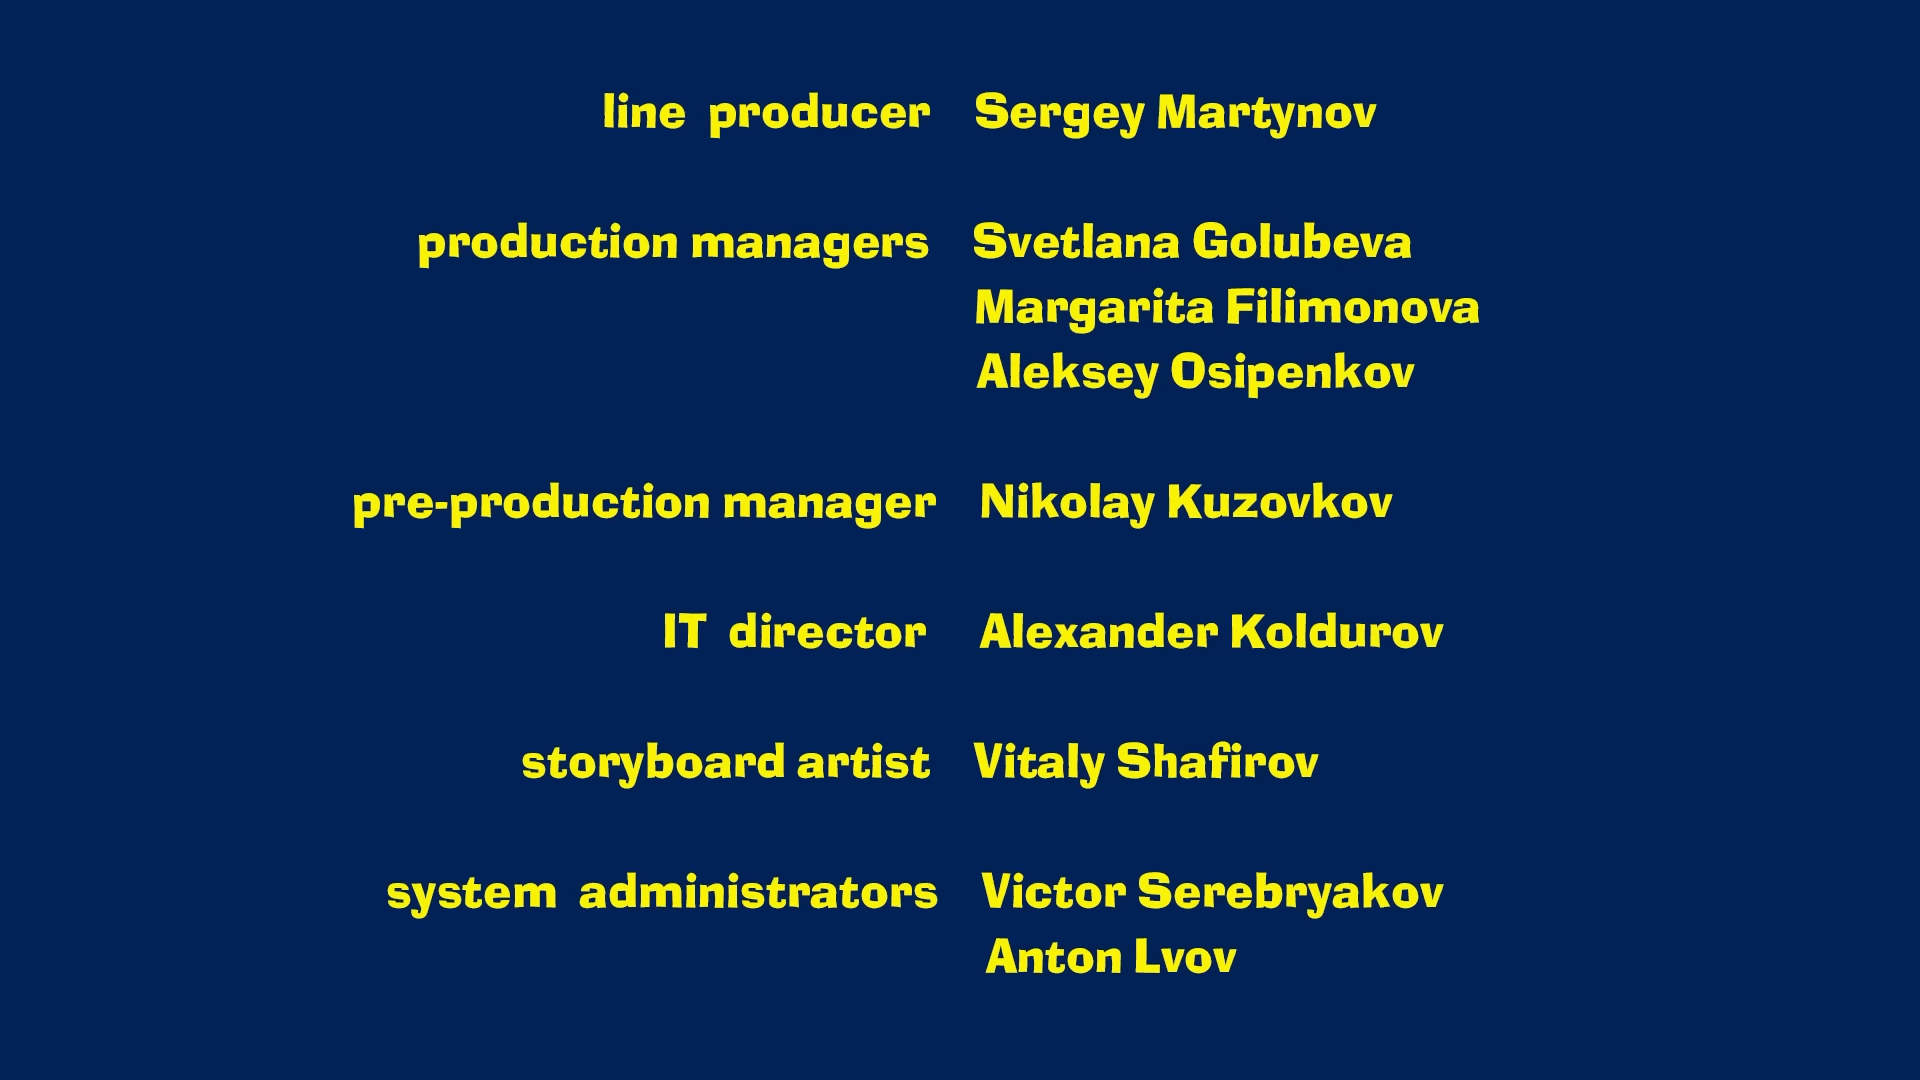 line producer Sergey Martynov
production managers Svetlana Golubeva
Margarita Filimonova
Aleksey Osipenkov
pre-production manager Nikolay Kuzovkov
IT director Alexander Koldurov
storyboard artist Vitaly Shafirov
system administrators Victor Serebryakov
Anton Lvov